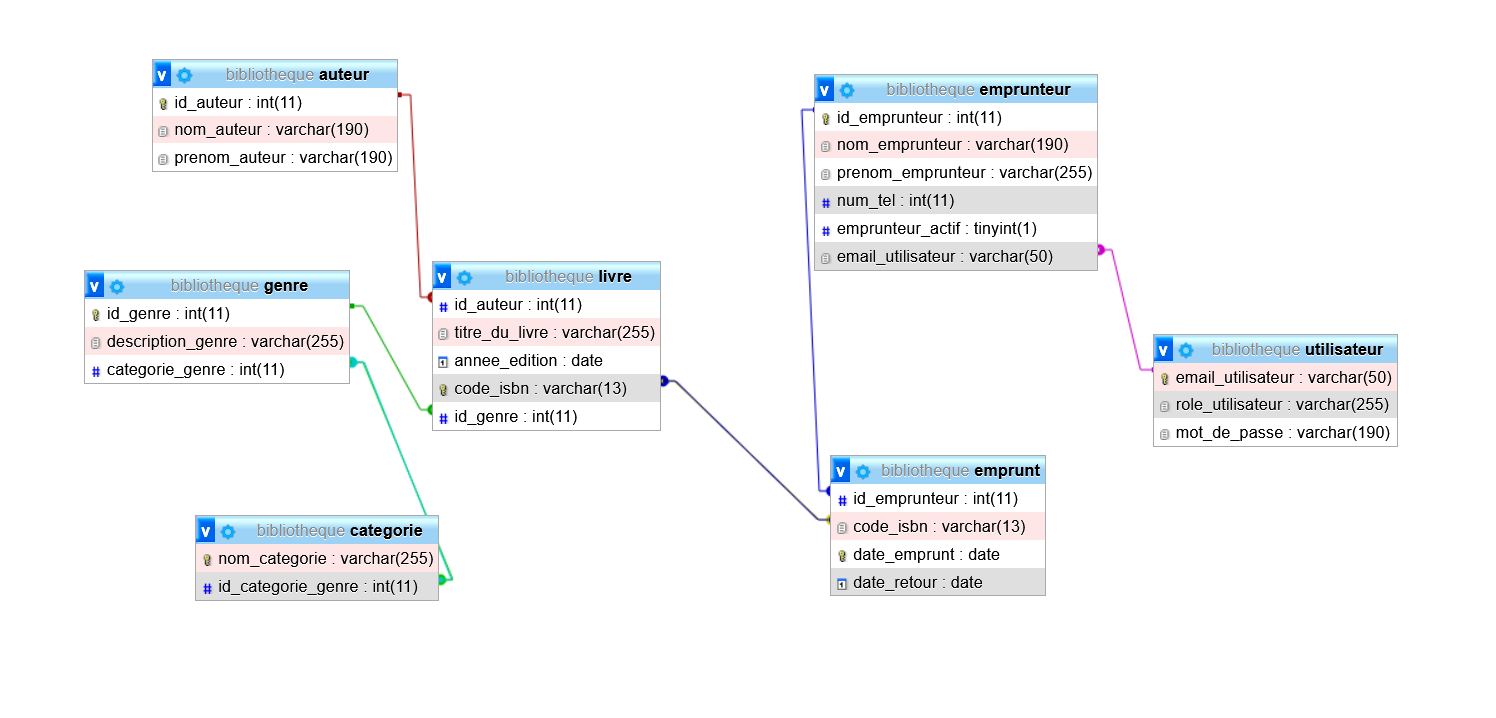 v bibliotheque auteur
id_auteur : int(11)
nom_auteur : varchar(190)
prenom_auteur : varchar(190)
v bibliotheque emprunteur
id_emprunteur : int(11)
nom_emprunteur : varchar(190)
prenom_emprunteur : varchar(255)
# num_tel : int(11)
# emprunteur_actif : tinyint(1)
email_utilisateur : varchar(50)
v bibliotheque genre
id_genre : int(11)
description_genre : varchar(255)
# categorie_genre : int(11)
v bibliotheque livre
# id_auteur : int(11)
titre_du_livre : varchar(255)
1 annee_edition : date
code_isbn : varchar(13)
# id_genre : int(11)
v bibliotheque utilisateur
email_utilisateur : varchar(50)
role_utilisateur : varchar(255)
mot_de_passe : varchar(190)
v bibliotheque categorie
nom_categorie : varchar(255)
# id_categorie_genre : int(11)
v bibliotheque emprunt
# id_emprunteur : int(11)
code_isbn : varchar(13)
date_emprunt : date
1 date_retour : date